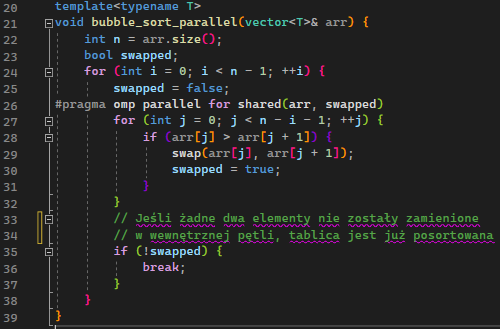 20 template<typename T>
21 void bubble_sort_parallel(vector<T>& arr) {
22 int n = arr.size();
23 bool swapped;
24 for (int i = 0; i < n - 1; ++i) {
25 swapped = false;
26 #pragma omp parallel for shared(arr, swapped)
27 for (int j = 0; j < n - i - 1; ++j) {
28 if (arr[j] > arr[j + 1]) {
29 swap(arr[j], arr[j + 1]);
30 swapped = true;
31 }
32 }
33 // Jeśli żadne dwa elementy nie zostały zamienione
34 // w wewnętrznej pętli, tablica jest już posortowana
35 if (!swapped) {
36 break;
37 }
38 }
39 }